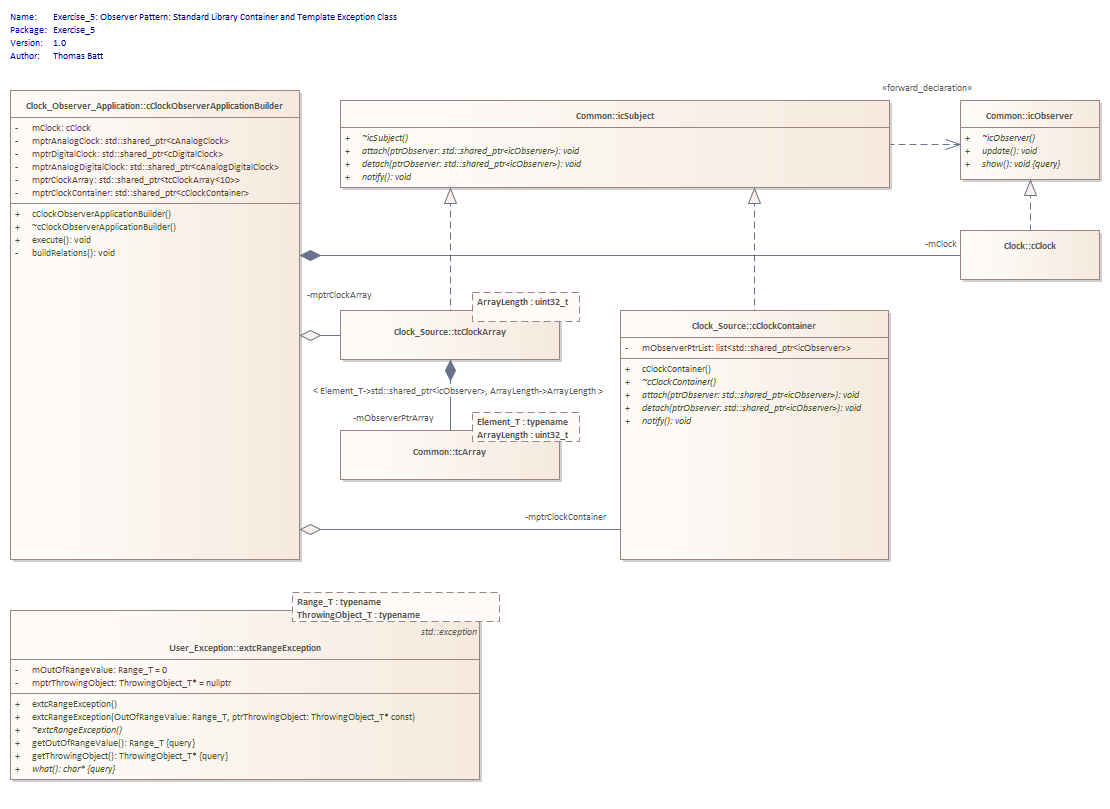 Name: Exercise_5: Observer Pattern: Standard Library Container and Template Exception Class
Package: Exercise_5
Version: 1.0
Author: Thomas Batt
«forward_declaration»
Clock_Observer_Application::cClockObserverApplicationBuilder
- mClock: cClock
- mptrAnalogClock: std::shared_ptr<cAnalogClock>
- mptrDigitalClock: std::shared_ptr<cDigitalClock>
- mptrAnalogDigitalClock: std::shared_ptr<cAnalogDigitalClock>
- mptrClockArray: std::shared_ptr<tcClockArray<10>>
- mptrClockContainer: std::shared_ptr<cClockContainer>
+ cClockObserverApplicationBuilder()
+ ~cClockObserverApplicationBuilder()
+ execute(): void
- buildRelations(): void
Common::icSubject
+ ~icSubject()
+ attach(ptrObserver: std::shared_ptr<icObserver>): void
+ detach(ptrObserver: std::shared_ptr<icObserver>): void
+ notify(): void
Common::icObserver
+ ~icObserver()
+ update(): void
+ show(): void {query}
-mClock
Clock::cClock
-mptrClockArray
ArrayLength : uint32_t
Clock_Source::tcClockArray
< Element_T->std::shared_ptr<icObserver>, ArrayLength->ArrayLength >
-mObserverPtrArray
Element_T : typename
ArrayLength : uint32_t
Common::tcArray
Clock_Source::cClockContainer
- mObserverPtrList: list<std::shared_ptr<icObserver>>
+ cClockContainer()
+ ~cClockContainer()
+ attach(ptrObserver: std::shared_ptr<icObserver>): void
+ detach(ptrObserver: std::shared_ptr<icObserver>): void
+ notify(): void
-mptrClockContainer
Range_T : typename
ThrowingObject_T : typename
std::exception
User_Exception::extcRangeException
- mOutOfRangeValue: Range_T = 0
- mptrThrowingObject: ThrowingObject_T* = nullptr
+ extcRangeException()
+ extcRangeException(OutOfRangeValue: Range_T, ptrThrowingObject: ThrowingObject_T* const)
+ ~extcRangeException()
+ getOutOfRangeValue(): Range_T {query}
+ getThrowingObject(): ThrowingObject_T* {query}
+ what(): char* {query}